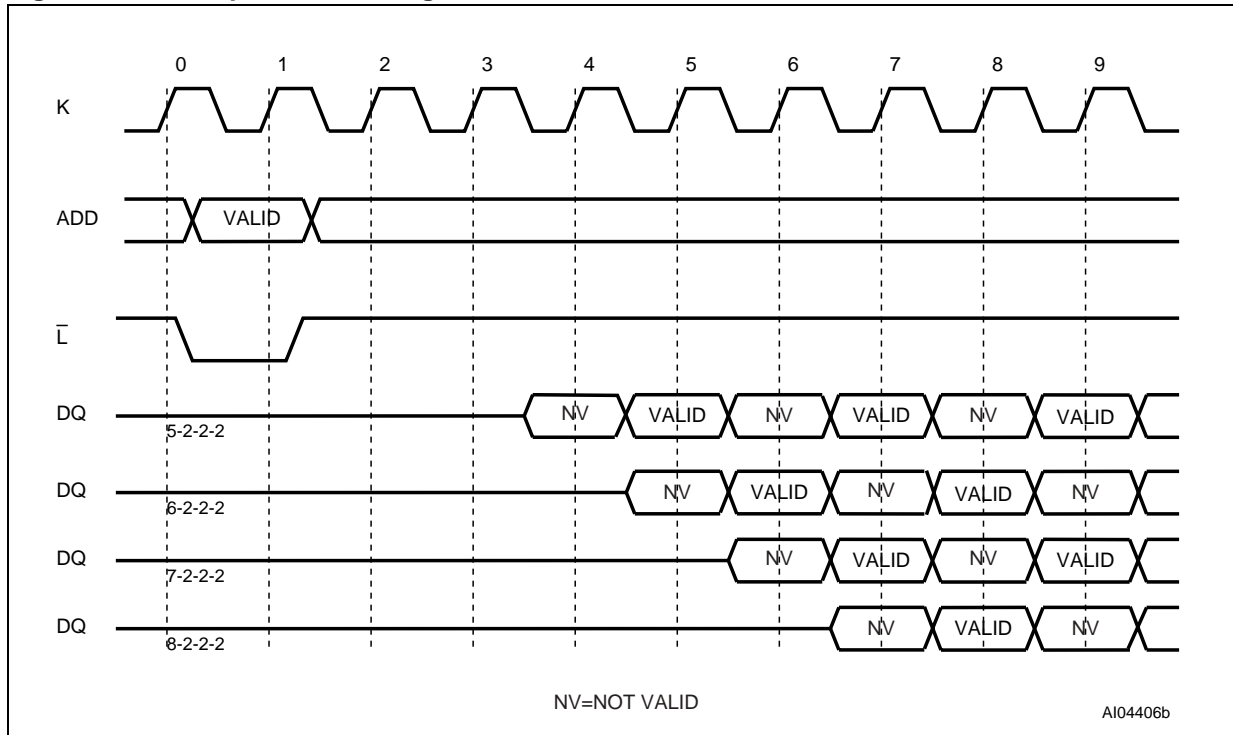 0 1 2 3 4 5 6 7 8 9
K
ADD VALID
L
DQ NV VALID NV VALID NV VALID
5-2-2-2
DQ NV VALID NV VALID NV
6-2-2-2
DQ NV VALID NV VALID
7-2-2-2
DQ NV VALID NV
8-2-2-2
NV=NOT VALID
AI04406b